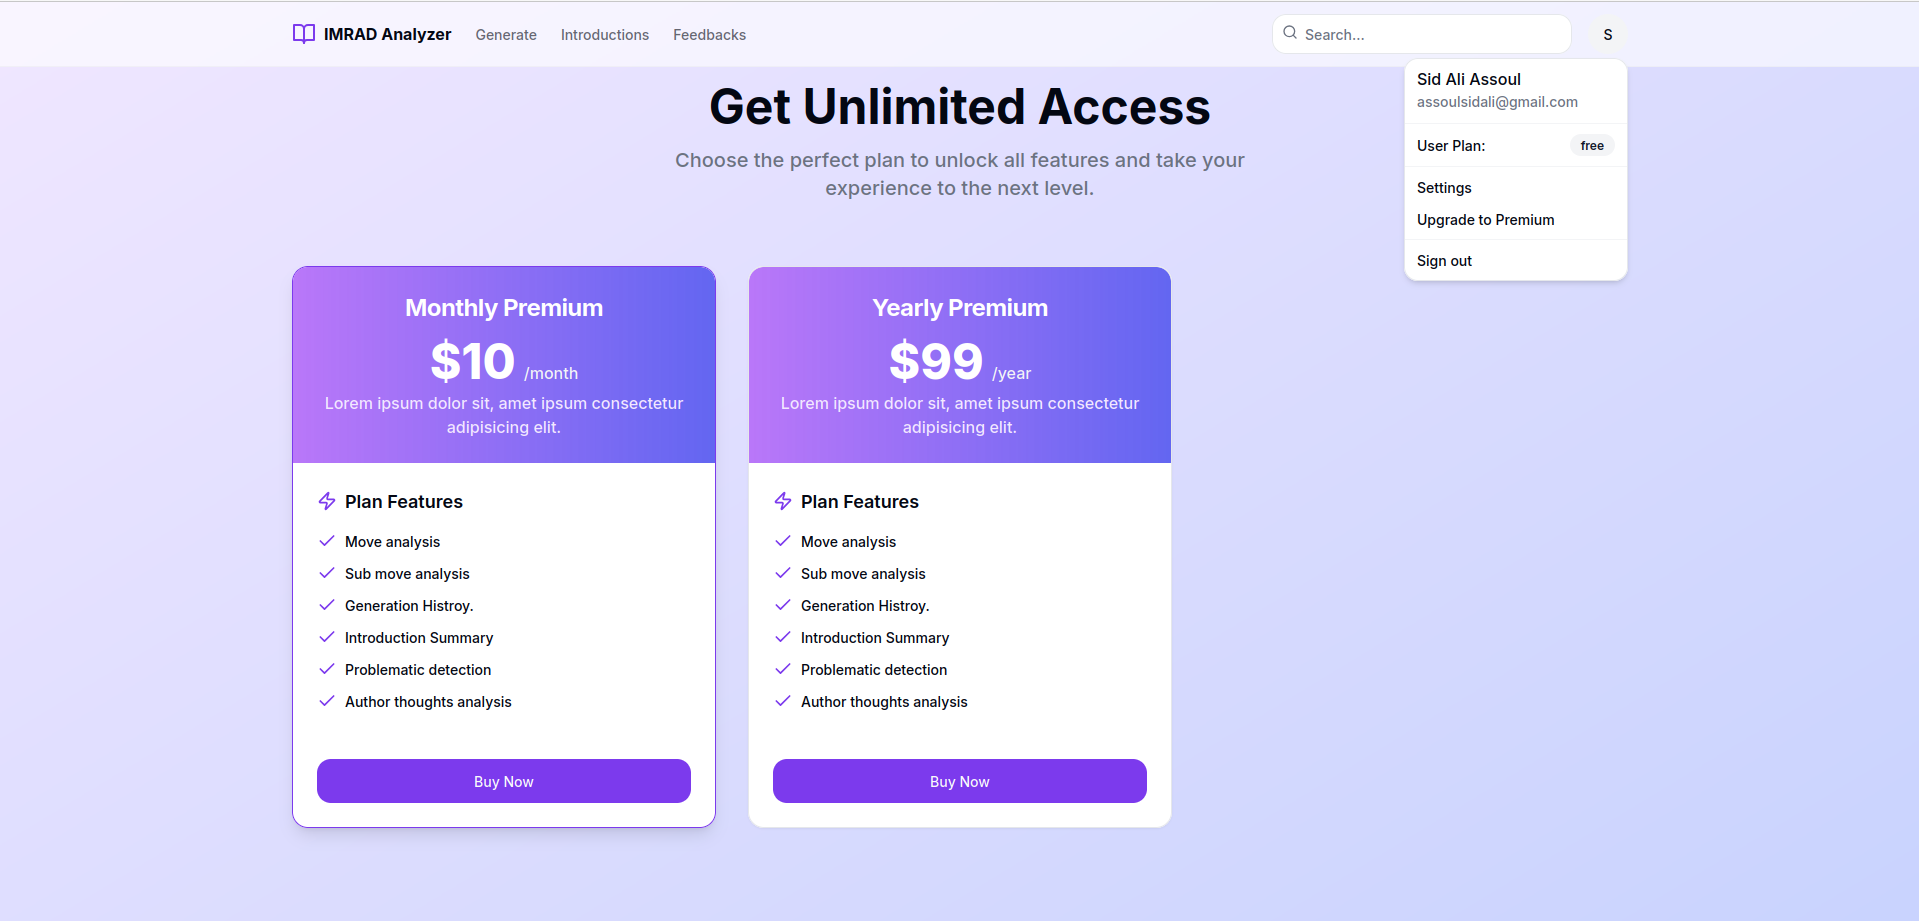 IMRAD Analyzer
Generate
Introductions
Feedbacks
Search...
S
Sid Ali Assoul
assoulsidali@gmail.com
User Plan:
free
Settings
Upgrade to Premium
Sign out
Get Unlimited Access
Choose the perfect plan to unlock all features and take your
experience to the next level.
Monthly Premium
$10 /month
Lorem ipsum dolor sit, amet ipsum consectetur
adipisicing elit.
Plan Features
Move analysis
Sub move analysis
Generation Histroy.
Introduction Summary
Problematic detection
Author thoughts analysis
Buy Now
Yearly Premium
$99 /year
Lorem ipsum dolor sit, amet ipsum consectetur
adipisicing elit.
Plan Features
Move analysis
Sub move analysis
Generation Histroy.
Introduction Summary
Problematic detection
Author thoughts analysis
Buy Now